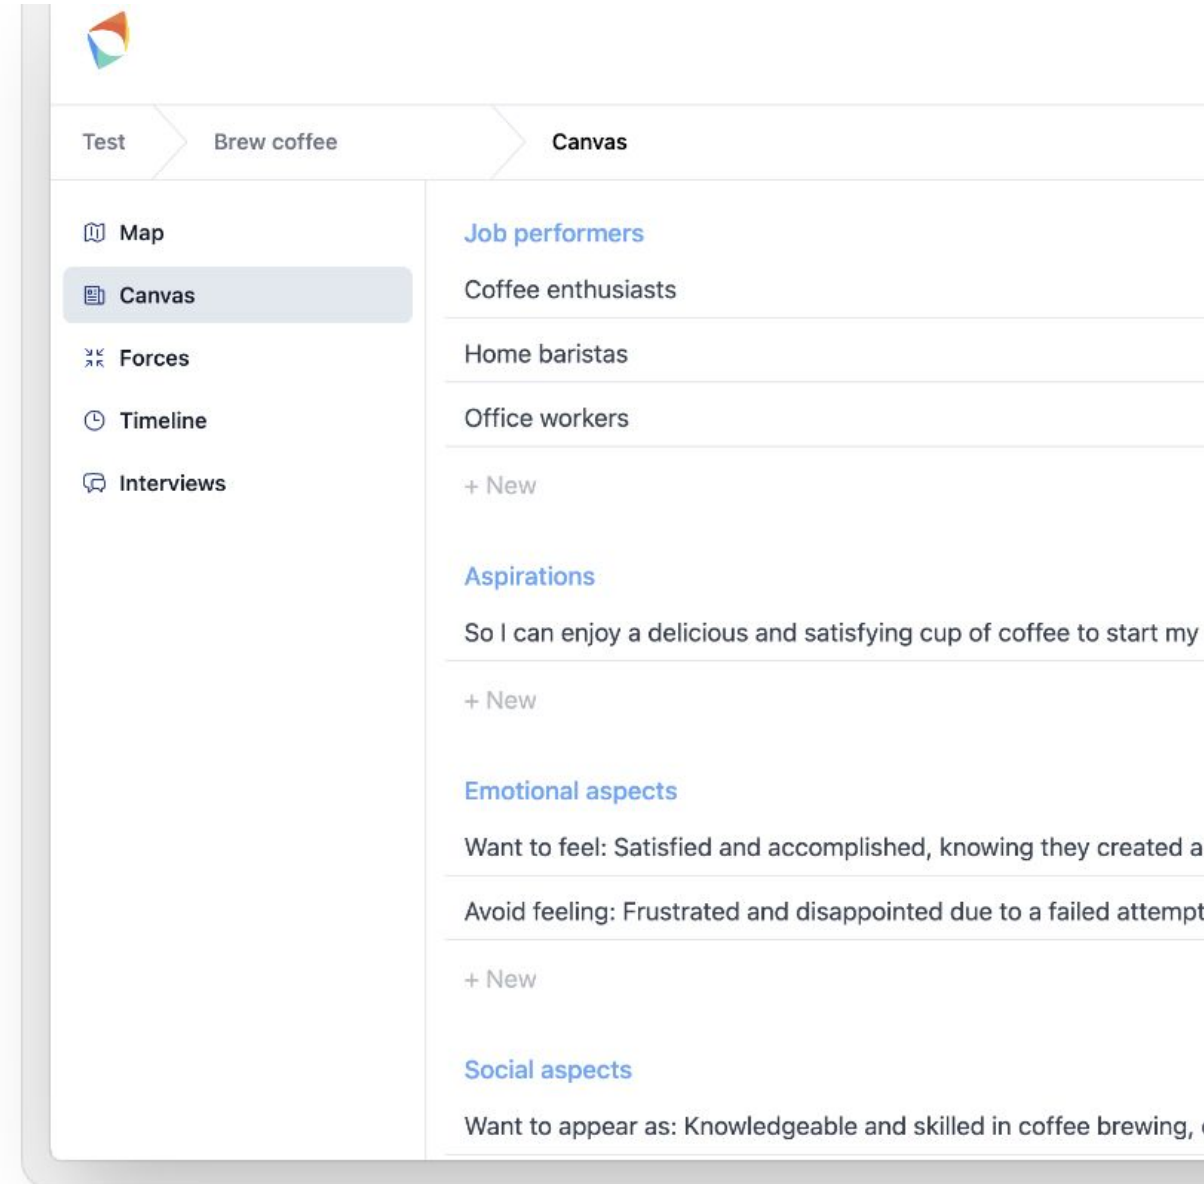 Test
Brew coffee
Canvas
Map
Canvas
Forces
Timeline
Interviews
Job performers
Coffee enthusiasts
Home baristas
Office workers
+ New
Aspirations
So I can enjoy a delicious and satisfying cup of coffee to start my
+ New
Emotional aspects
Want to feel: Satisfied and accomplished, knowing they created a
Avoid feeling: Frustrated and disappointed due to a failed attempt
+ New
Social aspects
Want to appear as: Knowledgeable and skilled in coffee brewing,